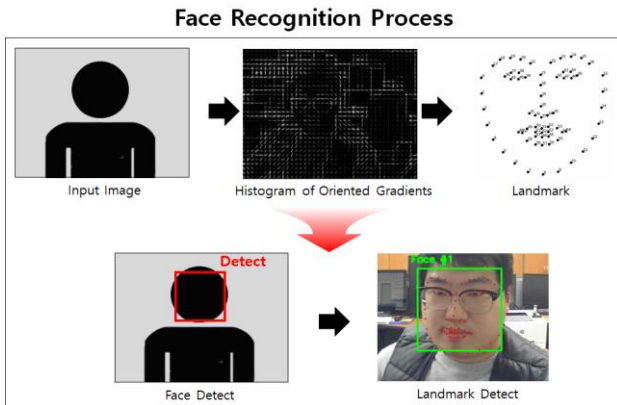 Face Recognition Process
Input Image
Histogram of Oriented Gradients
Landmark
Detect
Face #1
Face Detect
Landmark Detect